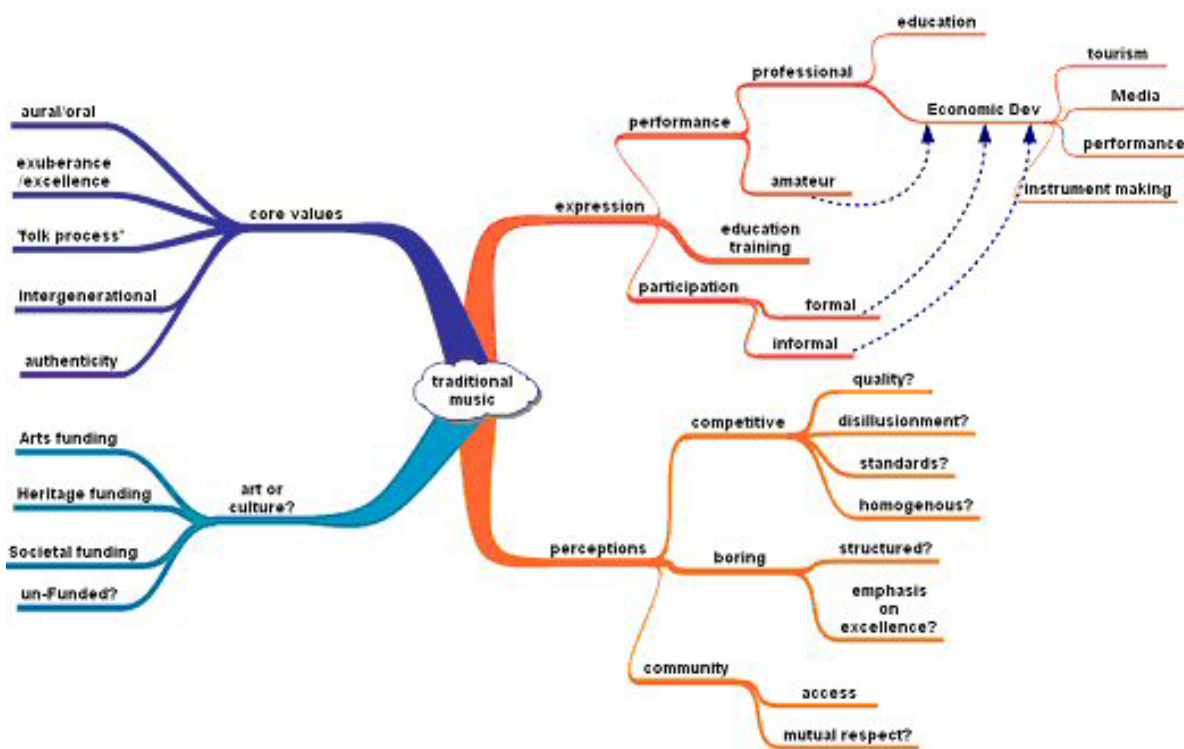 aural/oral
exuberance
/excellence
'folk process'
intergenerational
authenticity
core values
Arts funding
Heritage funding
Societal funding
un-Funded?
art or
culture?
traditional
music
expression
performance
professional
education
Economic Dev
tourism
Media
performance
instrument making
amateur
education
training
participation
formal
informal
perceptions
competitive
quality?
disillusionment?
standards?
homogenous?
boring
structured?
emphasis
on
excellence?
community
access
mutual respect?